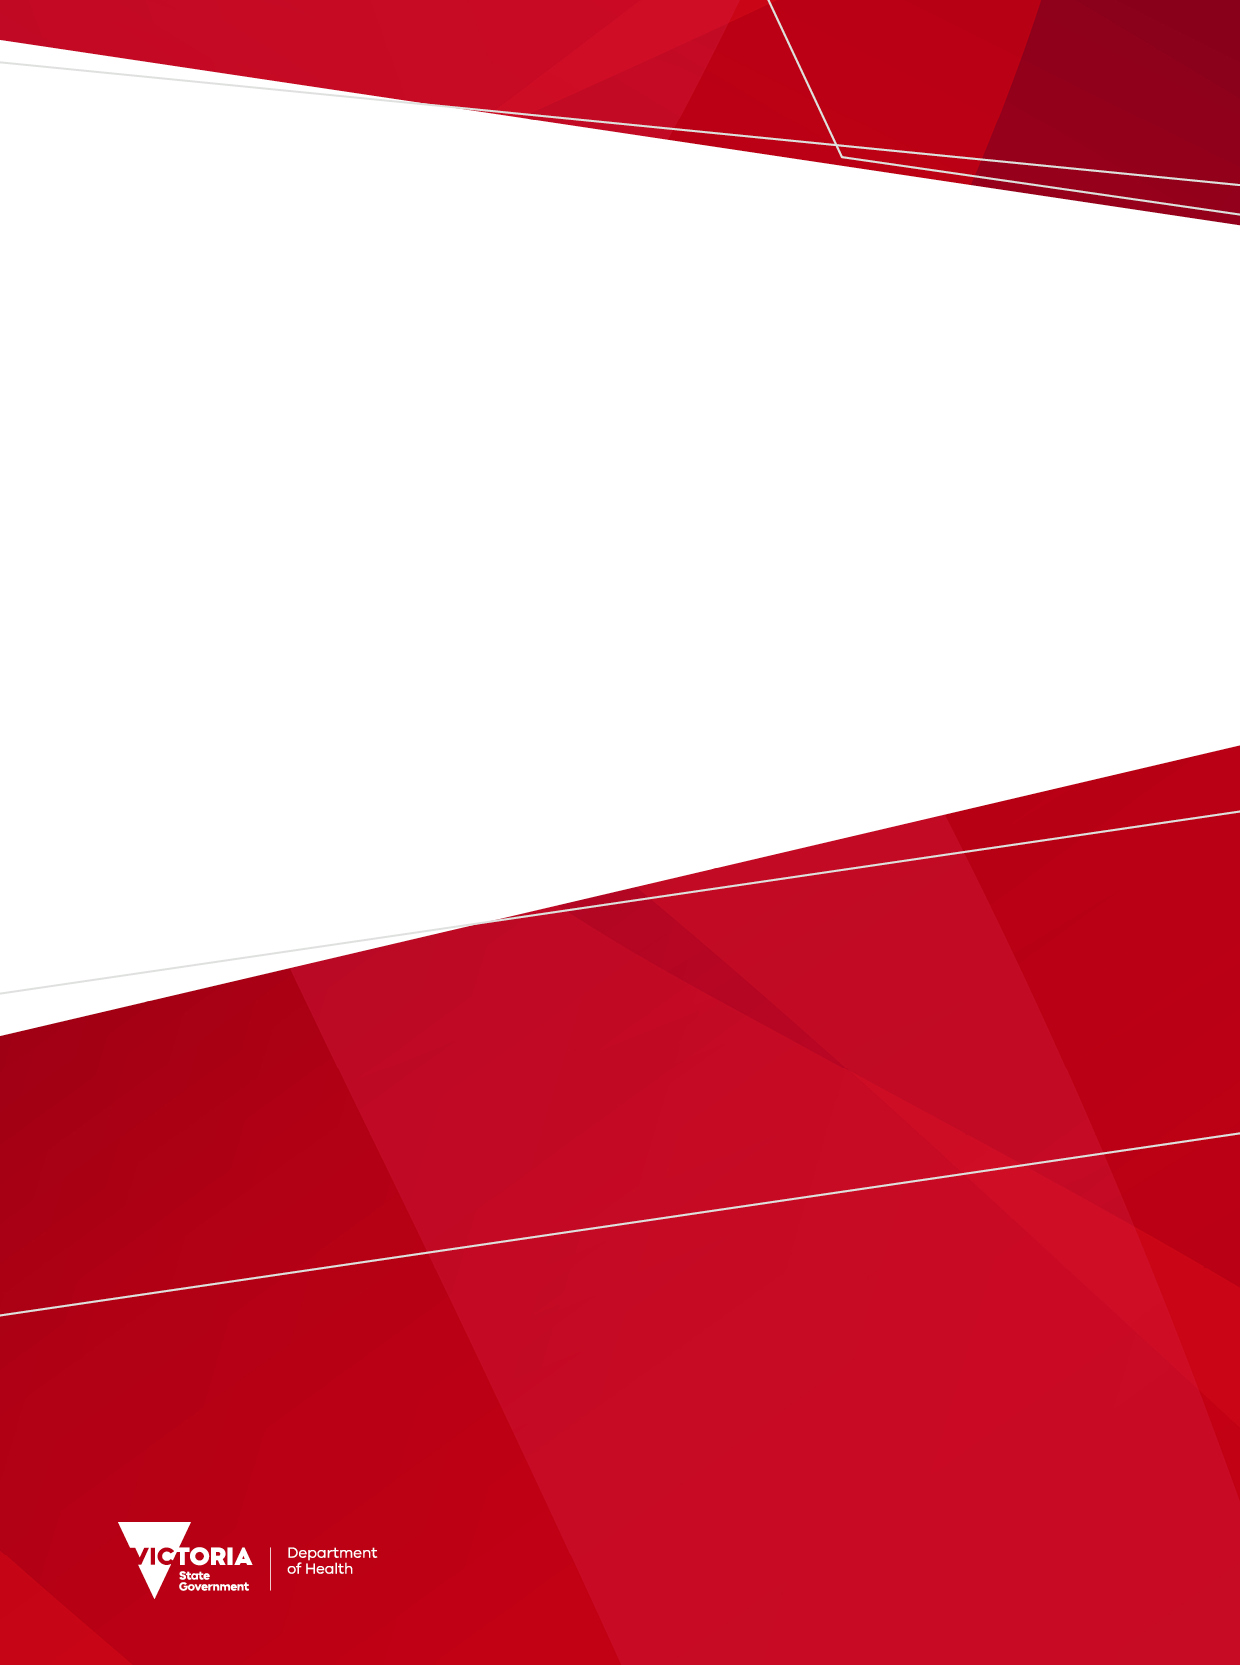 VICTORIA
State
Government
Department
of Health